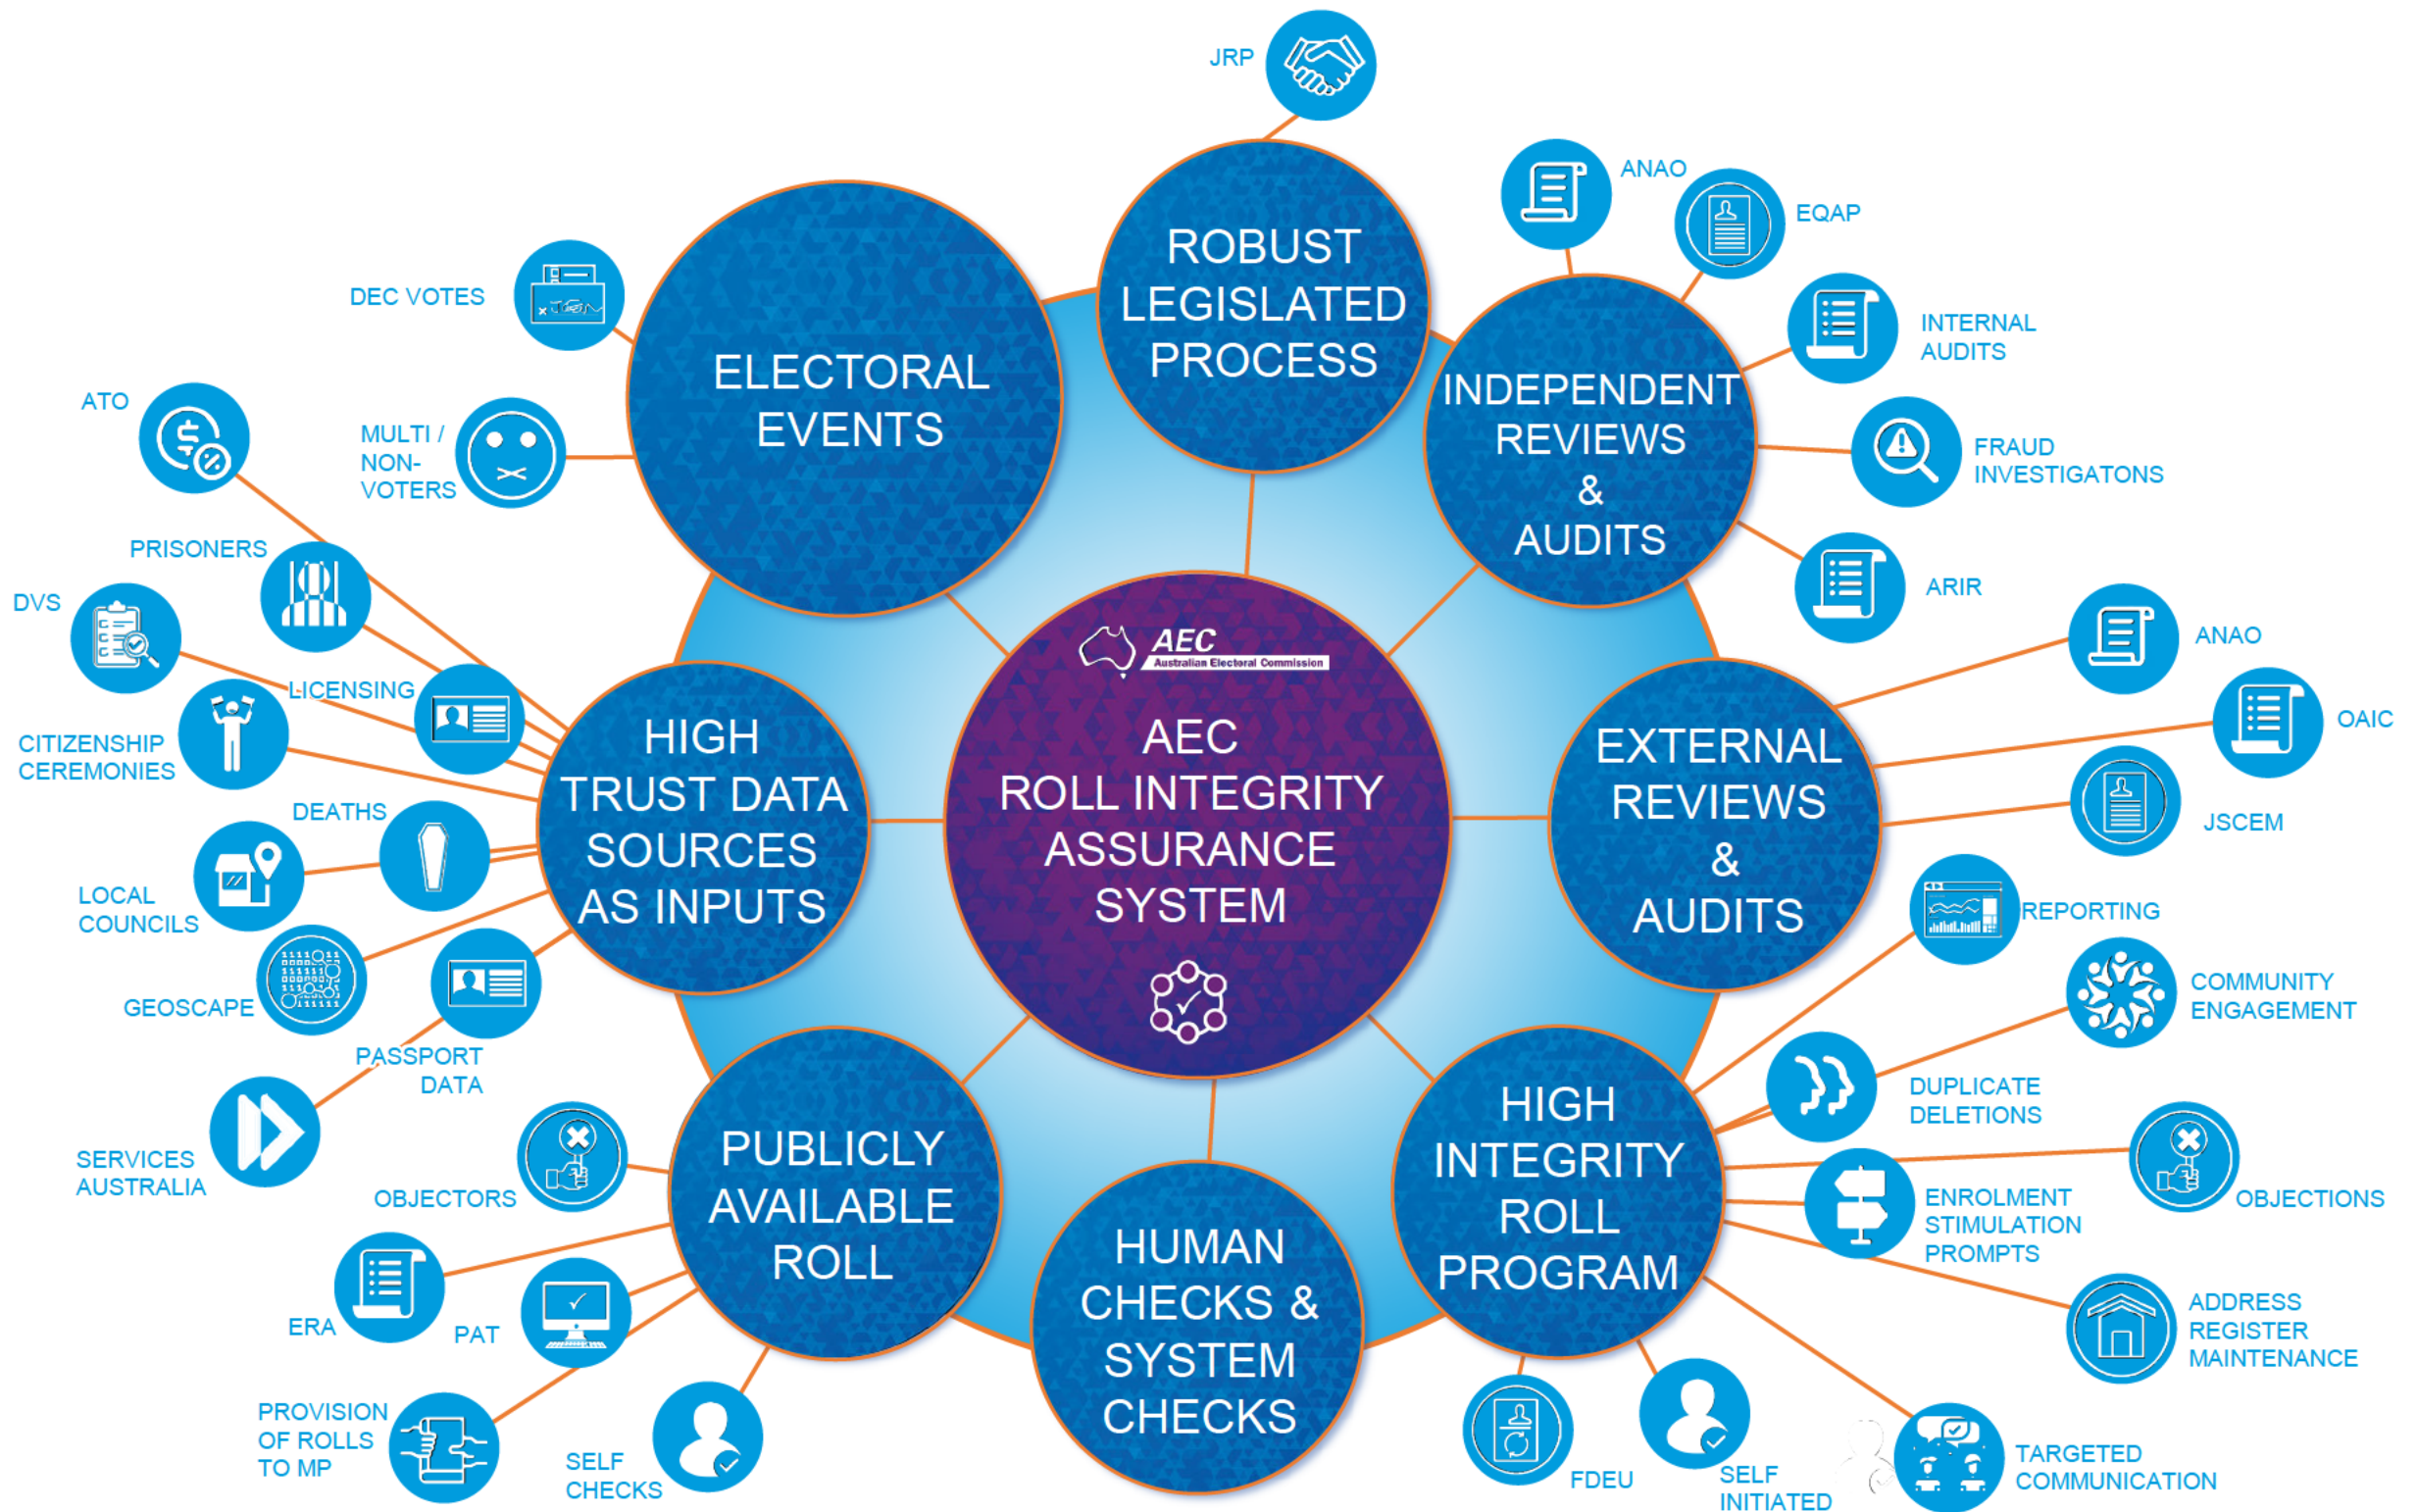 JRP
ANAO
EQAP
INTERNAL
AUDITS
FRAUD
INVESTIGATONS
ARIR
ROBUST
LEGISLATED
PROCESS
INDEPENDENT
REVIEWS
&
AUDITS
ELECTORAL
EVENTS
DEC VOTES
MULTI /
NON-
VOTERS
ATO
PRISONERS
DVS
LICENSING
CITIZENSHIP
CEREMONIES
DEATHS
LOCAL
COUNCILS
GEOSCAPE
PASSPORT
DATA
SERVICES
AUSTRALIA
HIGH
TRUST DATA
SOURCES
AS INPUTS
AEC
Australian Electoral Commission
AEC
ROLL INTEGRITY
ASSURANCE
SYSTEM
EXTERNAL
REVIEWS
&
AUDITS
ANAO
OAIC
JSCEM
REPORTING
COMMUNITY
ENGAGEMENT
DUPLICATE
DELETIONS
OBJECTIONS
ENROLMENT
STIMULATION
PROMPTS
ADDRESS
REGISTER
MAINTENANCE
TARGETED
COMMUNICATION
SELF
INITIATED
FDEU
HIGH
INTEGRITY
ROLL
PROGRAM
HUMAN
CHECKS &
SYSTEM
CHECKS
PUBLICLY
AVAILABLE
ROLL
OBJECTORS
ERA
PAT
PROVISION
OF ROLLS
TO MP
SELF
CHECKS